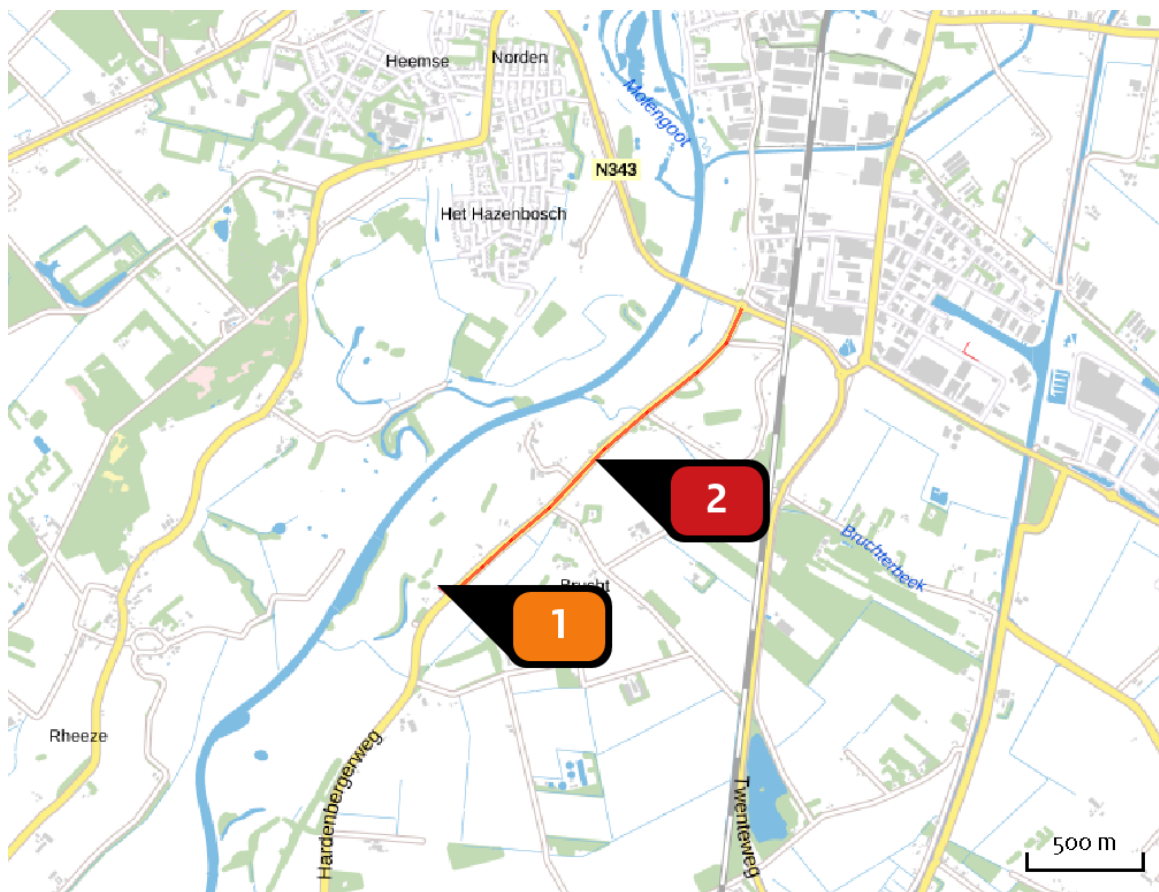 Norden
Heemse
Molengoot
N343
Het Hazenbosch
2
Bruchterbeek
Brucht
1
Rheeze
Hardenbergerweg
Twenteweg
500 m